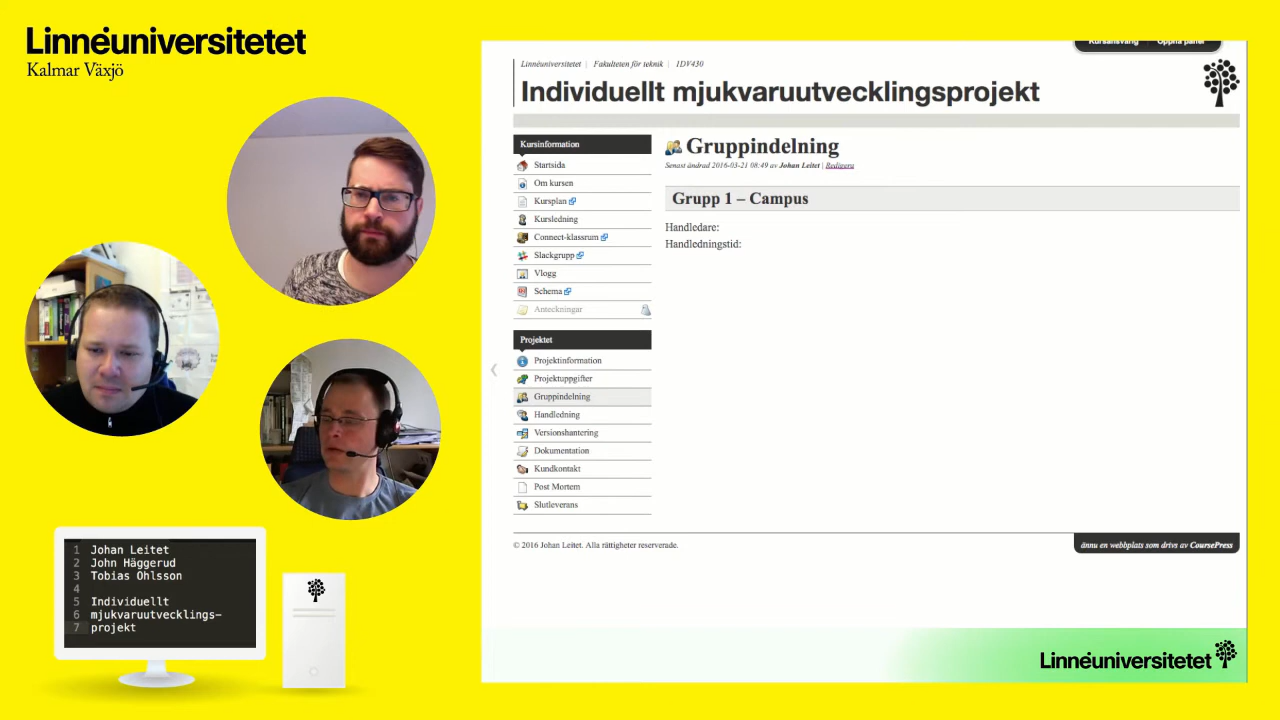 Linnéuniversitetet
Kalmar Växjö
1 Johan Leitet
2 John Häggerud
3 Tobias Ohlsson
4
5 Individuellt
6 mjukvaruutvecklings-
7 projekt
Kursansvarig Öppna panel
Linnéuniversitetet | Fakulteten för teknik | 1DV430
Individuellt mjukvaruutvecklingsprojekt
Kursinformation
Startsida
Om kursen
Kursplan
Kursledning
Connect-klassrum
Slackgrupp
Vlogg
Schema
Anteckningar
Projektet
Projektinformation
Projektuppgifter
Gruppindelning
Handledning
Versionshantering
Dokumentation
Kundkontakt
Post Mortem
Slutleverans
Gruppindelning
Senast ändrad 2016-03-21 08:49 av Johan Leitet | Redigera
Grupp 1 – Campus
Handledare:
Handledningstid:
© 2016 Johan Leitet. Alla rättigheter reserverade.
ännu en webbplats som drivs av CoursePress
Linnéuniversitetet